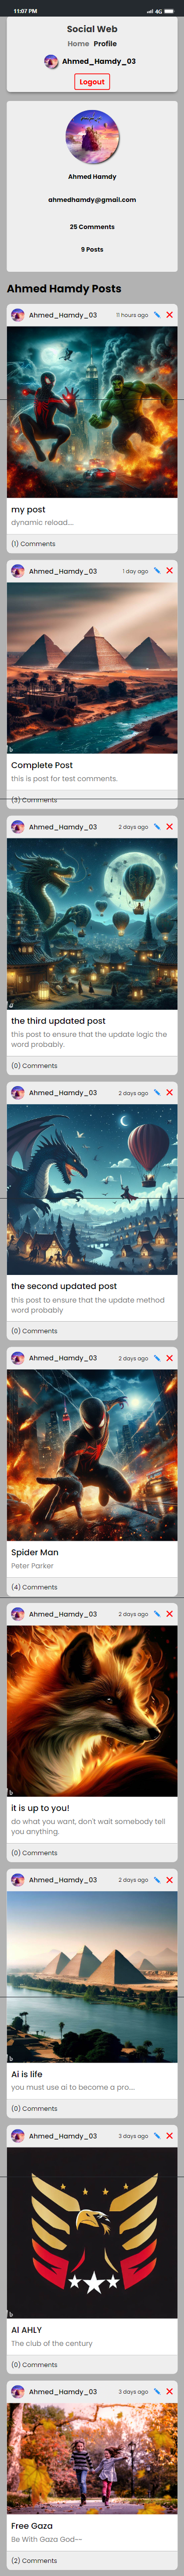 11:07 PM
4G
Social Web
Home Profile
Ahmed_Hamdy_03
Logout
Ahmed Hamdy
ahmedhamdy@gmail.com
25 Comments
9 Posts
Ahmed Hamdy Posts
Ahmed_Hamdy_03 11 hours ago
my post
dynamic reload...
(1) Comments
Ahmed_Hamdy_03 1 day ago
b
Complete Post
this is post for test comments.
(3) Comments
Ahmed_Hamdy_03 2 days ago
the third updated post
this post to ensure that the update logic the
word probably.
(0) Comments
Ahmed_Hamdy_03 2 days ago
the second updated post
this post to ensure that the update method
word probably
(0) Comments
Ahmed_Hamdy_03 2 days ago
b
Spider Man
Peter Parker
(4) Comments
Ahmed_Hamdy_03 2 days ago
b
it is up to you!
do what you want, don't wait somebody tell
you anything.
(0) Comments
Ahmed_Hamdy_03 2 days ago
b
Ai is life
you must use ai to become a pro....
(0) Comments
Ahmed_Hamdy_03 3 days ago
b
Al AHLY
The club of the century
(0) Comments
Ahmed_Hamdy_03 3 days ago
Free Gaza
Be With Gaza God~~
(2) Comments